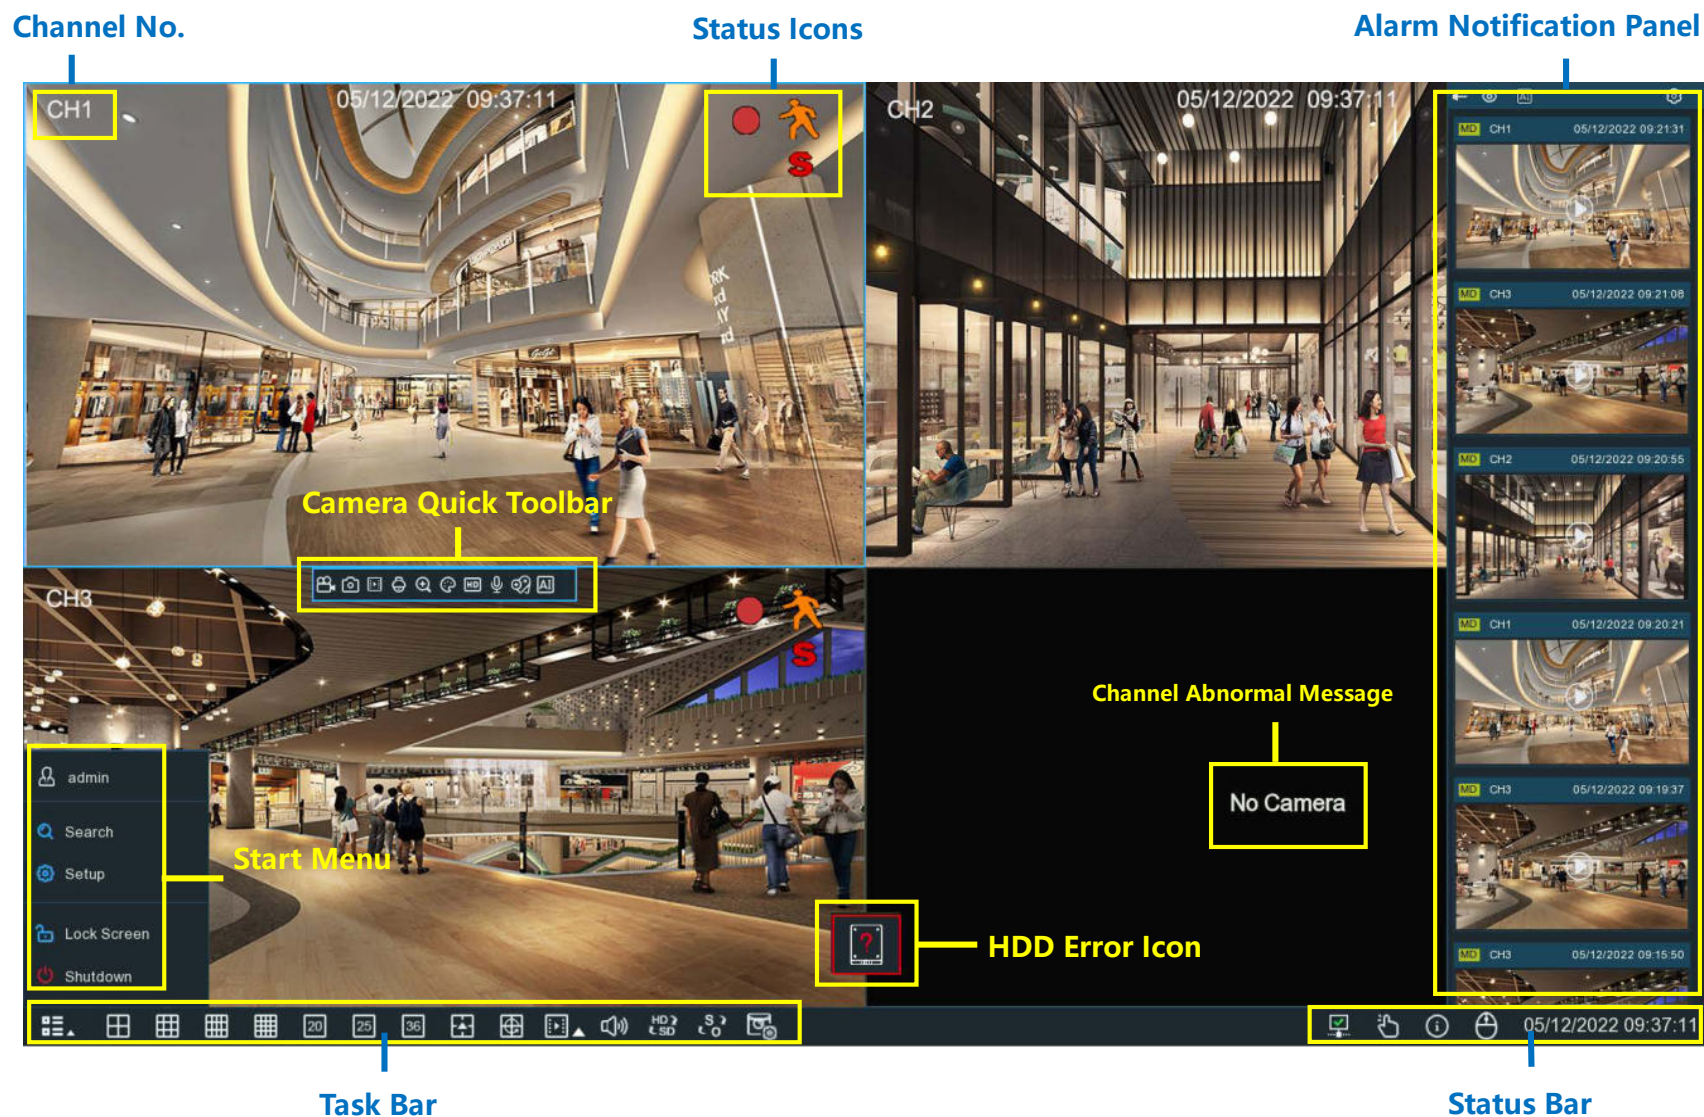 Channel No.
Status Icons
Alarm Notification Panel
CH1
05/12/2022 09:37:11
S
CH2
05/12/2022 09:37:11
AI
MD CH1 05/12/2022 09:21:31
MD CH3 05/12/2022 09:21:08
MD CH2 05/12/2022 09:20:55
MD CH1 05/12/2022 09:20:21
MD CH3 05/12/2022 09:19:37
MD CH3 05/12/2022 09:15:50
Camera Quick Toolbar
HD AI
CH3
S
Channel Abnormal Message
No Camera
admin
Search
Setup
Lock Screen
Shutdown
Start Menu
?
HDD Error Icon
20 25 36 HD SD S O
05/12/2022 09:37:11
Task Bar
Status Bar